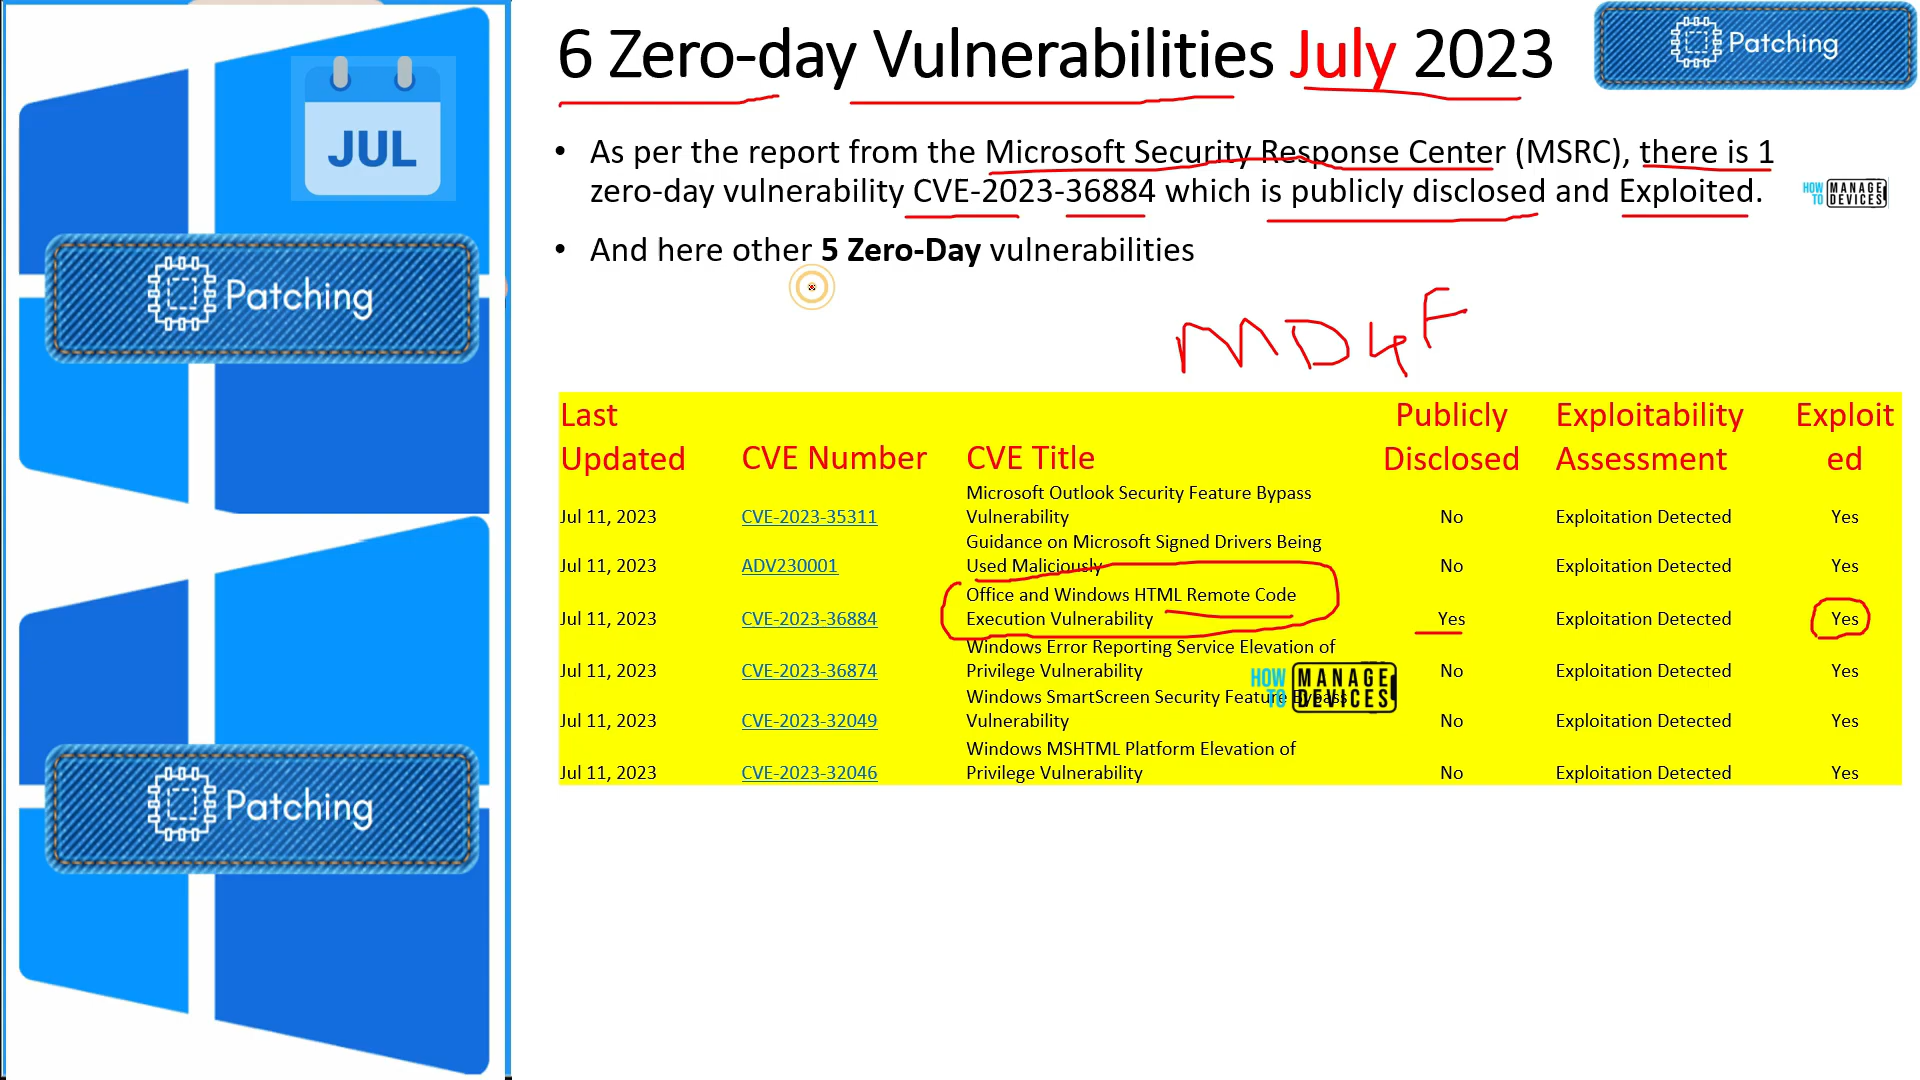 6 Zero-day Vulnerabilities July 2023
Patching
JUL
• As per the report from the Microsoft Security Response Center (MSRC), there is 1
zero-day vulnerability CVE-2023-36884 which is publicly disclosed and Exploited.
HOW TO MANAGE DEVICES
• And here other 5 Zero-Day vulnerabilities
Patching
MD4F
Last Updated CVE Number CVE Title Publicly Disclosed Exploitability Assessment Exploited
Jul 11, 2023 CVE-2023-35311 Microsoft Outlook Security Feature Bypass Vulnerability No Exploitation Detected Yes
Jul 11, 2023 ADV230001 Guidance on Microsoft Signed Drivers Being Used Maliciously No Exploitation Detected Yes
Jul 11, 2023 CVE-2023-36884 Office and Windows HTML Remote Code Execution Vulnerability Yes Exploitation Detected Yes
Jul 11, 2023 CVE-2023-36874 Windows Error Reporting Service Elevation of Privilege Vulnerability No Exploitation Detected Yes
HOW TO MANAGE DEVICES
Jul 11, 2023 CVE-2023-32049 Windows SmartScreen Security Feature Bypass Vulnerability No Exploitation Detected Yes
Jul 11, 2023 CVE-2023-32046 Windows MSHTML Platform Elevation of Privilege Vulnerability No Exploitation Detected Yes
Patching